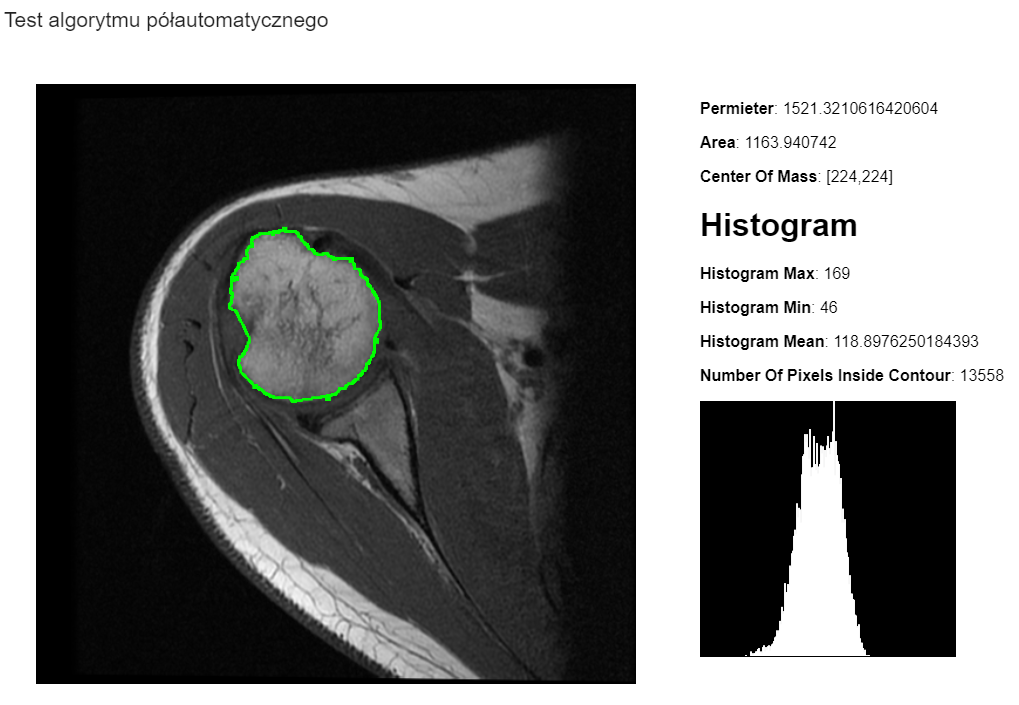 Test algorytmu półautomatycznego
Permieter: 1521.3210616420604
Area: 1163.940742
Center Of Mass: [224,224]
Histogram
Histogram Max: 169
Histogram Min: 46
Histogram Mean: 118.8976250184393
Number Of Pixels Inside Contour: 13558